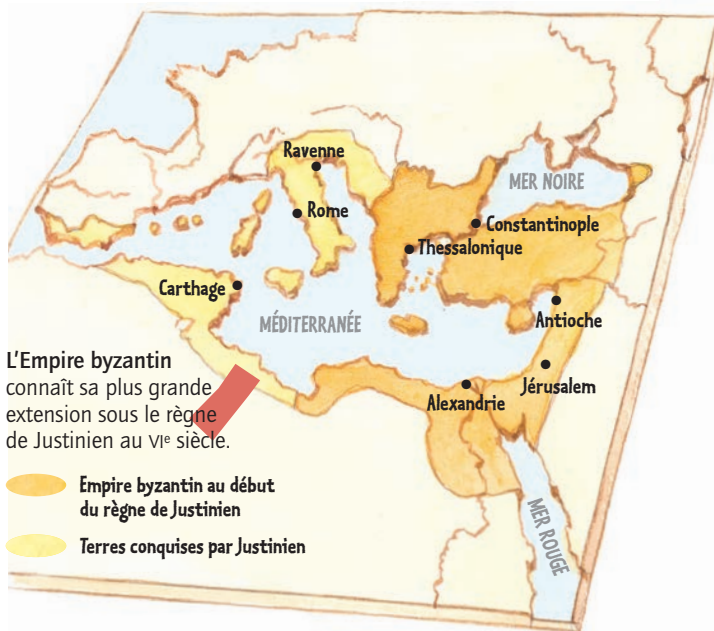 Ravenne
MER NOIRE
Rome
Constantinople
Thessalonique
Carthage
MÉDITERRANÉE
Antioche
L'Empire byzantin
connaît sa plus grande
extension sous le règne
de Justinien au VIe siècle.
Jérusalem
Alexandrie
Empire byzantin au début
du règne de Justinien
Terres conquises par Justinien
MER ROUGE